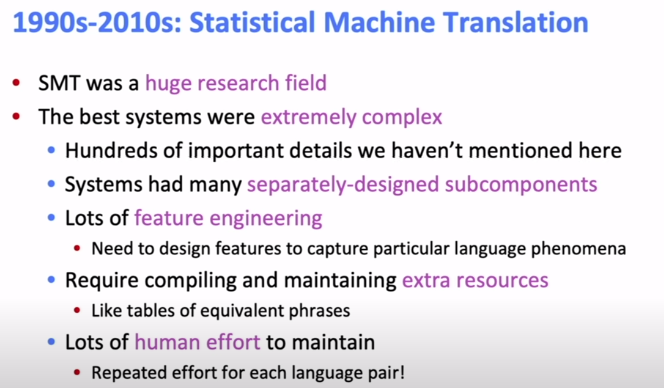 1990s-2010s: Statistical Machine Translation
• SMT was a huge research field
• The best systems were extremely complex
• Hundreds of important details we haven't mentioned here
• Systems had many separately-designed subcomponents
• Lots of feature engineering
• Need to design features to capture particular language phenomena
• Require compiling and maintaining extra resources
• Like tables of equivalent phrases
• Lots of human effort to maintain
• Repeated effort for each language pair!